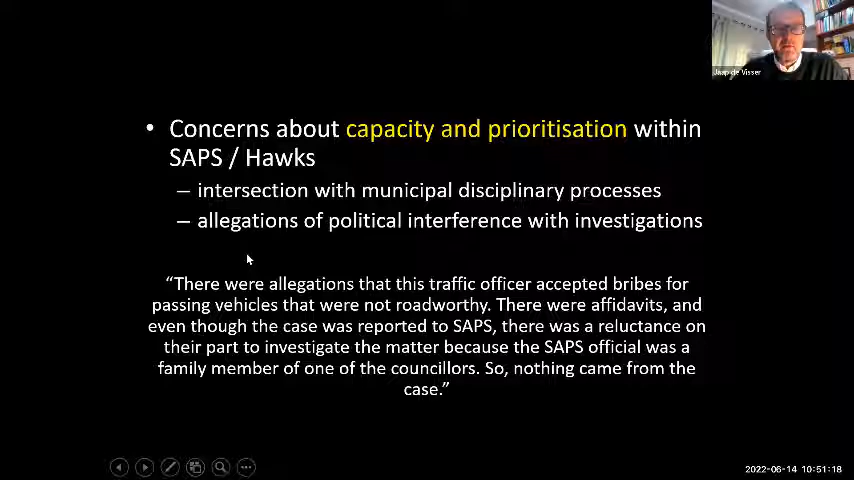 Jaap de Visser
• Concerns about capacity and prioritisation within
SAPS / Hawks
– intersection with municipal disciplinary processes
– allegations of political interference with investigations
“There were allegations that this traffic officer accepted bribes for
passing vehicles that were not roadworthy. There were affidavits, and
even though the case was reported to SAPS, there was a reluctance on
their part to investigate the matter because the SAPS official was a
family member of one of the councillors. So, nothing came from the
case.”
2022-06-14 10:51:18